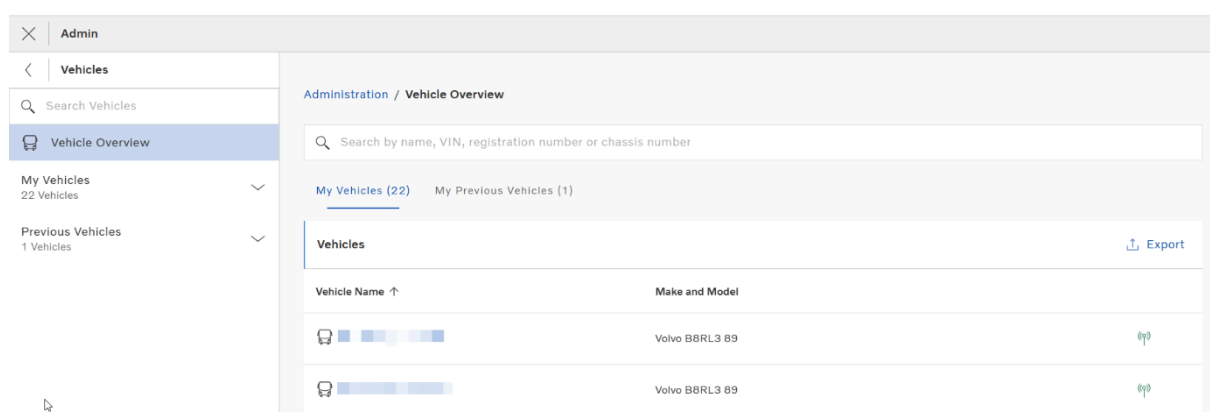 Admin
Vehicles
Search Vehicles
Vehicle Overview
My Vehicles
22 Vehicles
Previous Vehicles
1 Vehicles
Administration / Vehicle Overview
Search by name, VIN, registration number or chassis number
My Vehicles (22) My Previous Vehicles (1)
Vehicles Export
Vehicle Name ↑ Make and Model
Volvo B8RL3 89
Volvo B8RL3 89